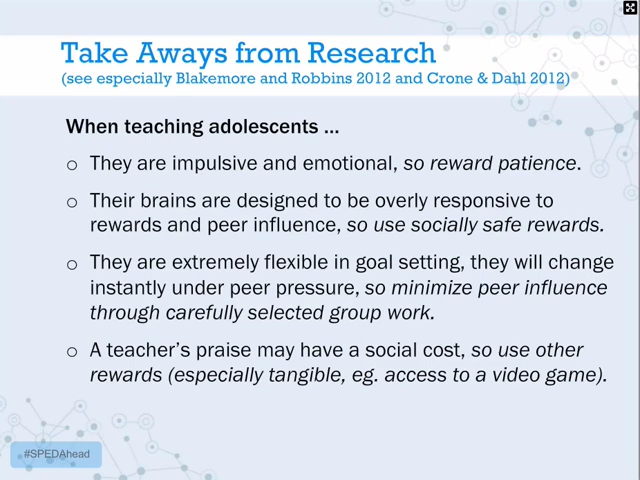 Take Aways from Research
(see especially Blakemore and Robbins 2012 and Crone & Dahl 2012)
When teaching adolescents ...
o They are impulsive and emotional, so reward patience.
o Their brains are designed to be overly responsive to
rewards and peer influence, so use socially safe rewards.
o They are extremely flexible in goal setting, they will change
instantly under peer pressure, so minimize peer influence
through carefully selected group work.
o A teacher's praise may have a social cost, so use other
rewards (especially tangible, eg. access to a video game).
#SPEDAhead